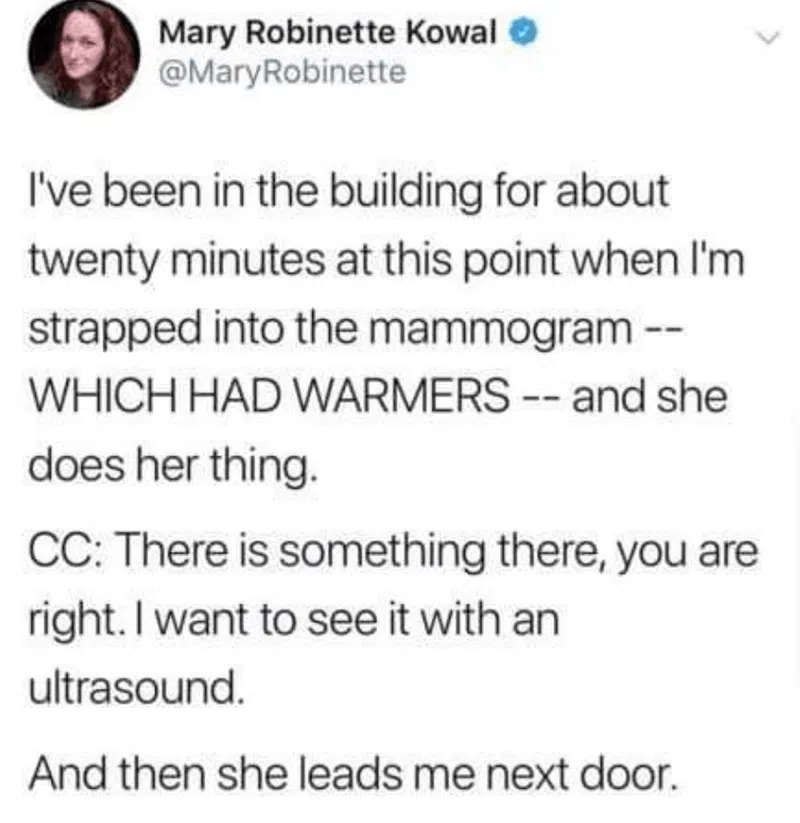 Mary Robinette Kowal
@MaryRobinette
I've been in the building for about
twenty minutes at this point when I'm
strapped into the mammogram --
WHICH HAD WARMERS -- and she
does her thing.
CC: There is something there, you are
right. I want to see it with an
ultrasound.
And then she leads me next door.